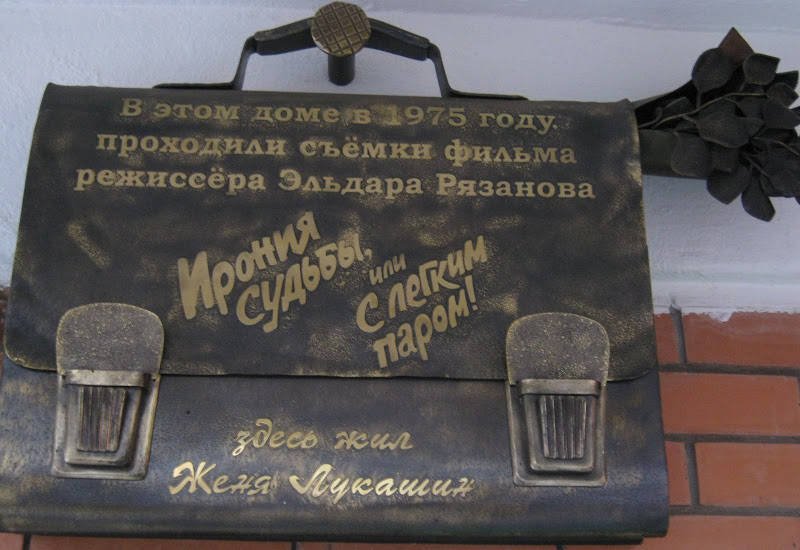 В этом доме в 1975 году.
проходили съёмки фильма
режиссёра Эльдара Рязанова
Ирония
судьбы,
или
С легким
паром!
здесь жил
Женя Лукашин